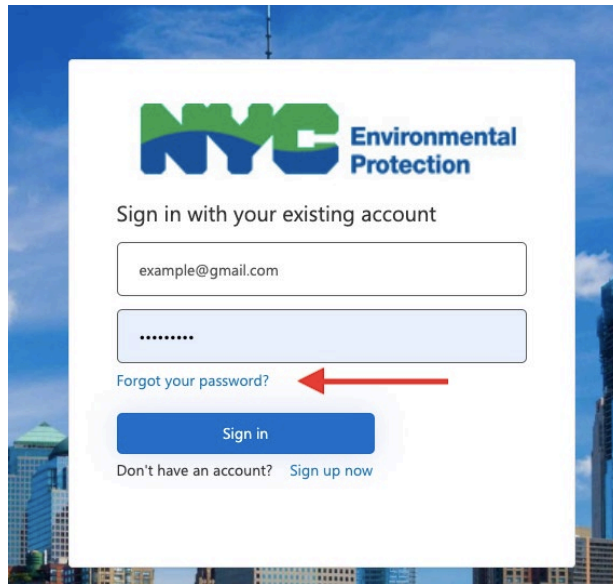 NYC Environmental
Protection
Sign in with your existing account
example@gmail.com
•••••••••
Forgot your password?
Sign in
Don't have an account? Sign up now